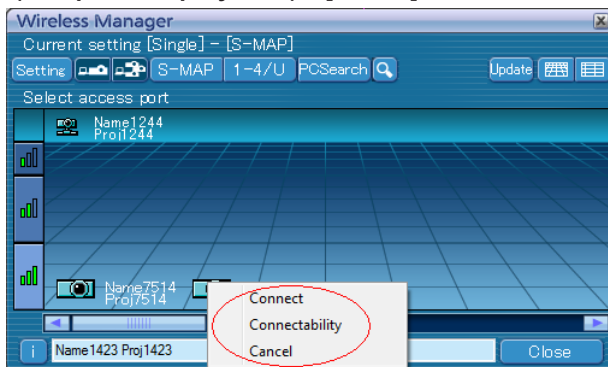 Wireless Manager
Current setting [Single] - [S-MAP]
Setting S-MAP 1-4/U PCSearch Update
Select access port
Name1244
Proj1244
Name7514
Proj7514
Connect
Connectability
Cancel
i Name1423 Proj1423 Close